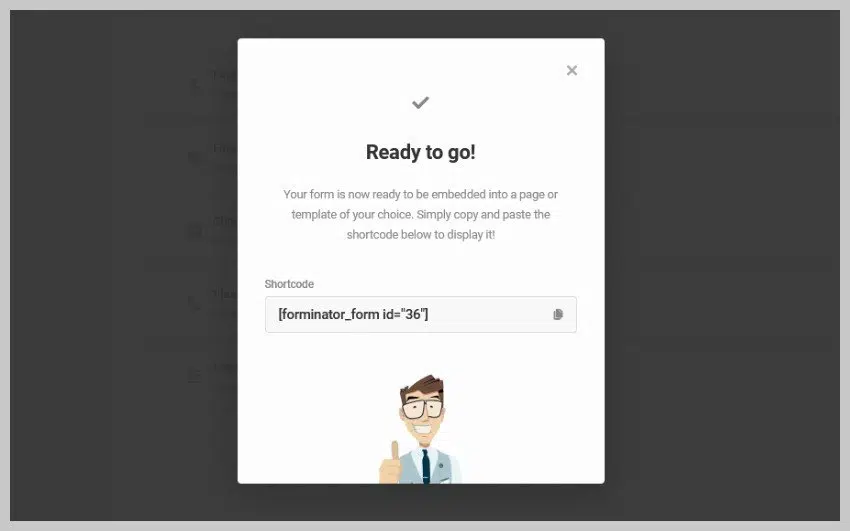 Ready to go!
Your form is now ready to be embedded into a page or
template of your choice. Simply copy and paste the
shortcode below to display it!
Shortcode
[forminator_form id="36"]